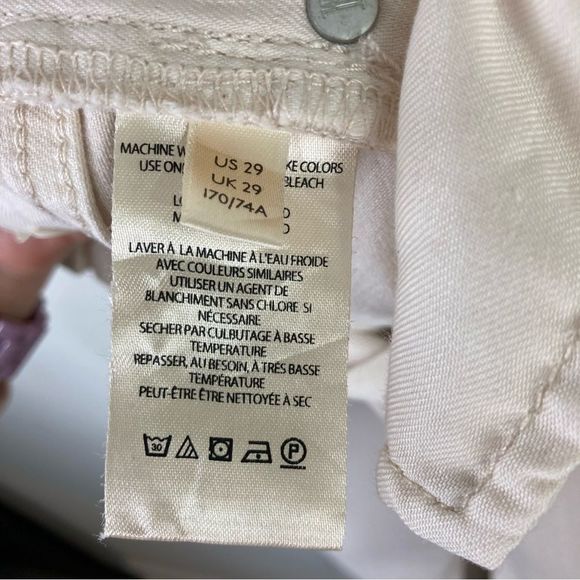 MACHINE
US 29
UK 29
170/74A
COLORS
USE
BLEACH
LAVER À LA MACHINE À L'EAU FROIDE
AVEC COULEURS SIMILAIRES
UTILISER UN AGENT DE
BLANCHIMENT SANS CHLORE SI
NÉCESSAIRE
SECHER PAR CULBUTAGE À BASSE
TEMPERATURE
REPASSER, AU BESOIN, À TRÈS BASSE
TEMPÉRATURE
PEUT-ÊTRE ÊTRE NETTOYÉE À SEC
30
P